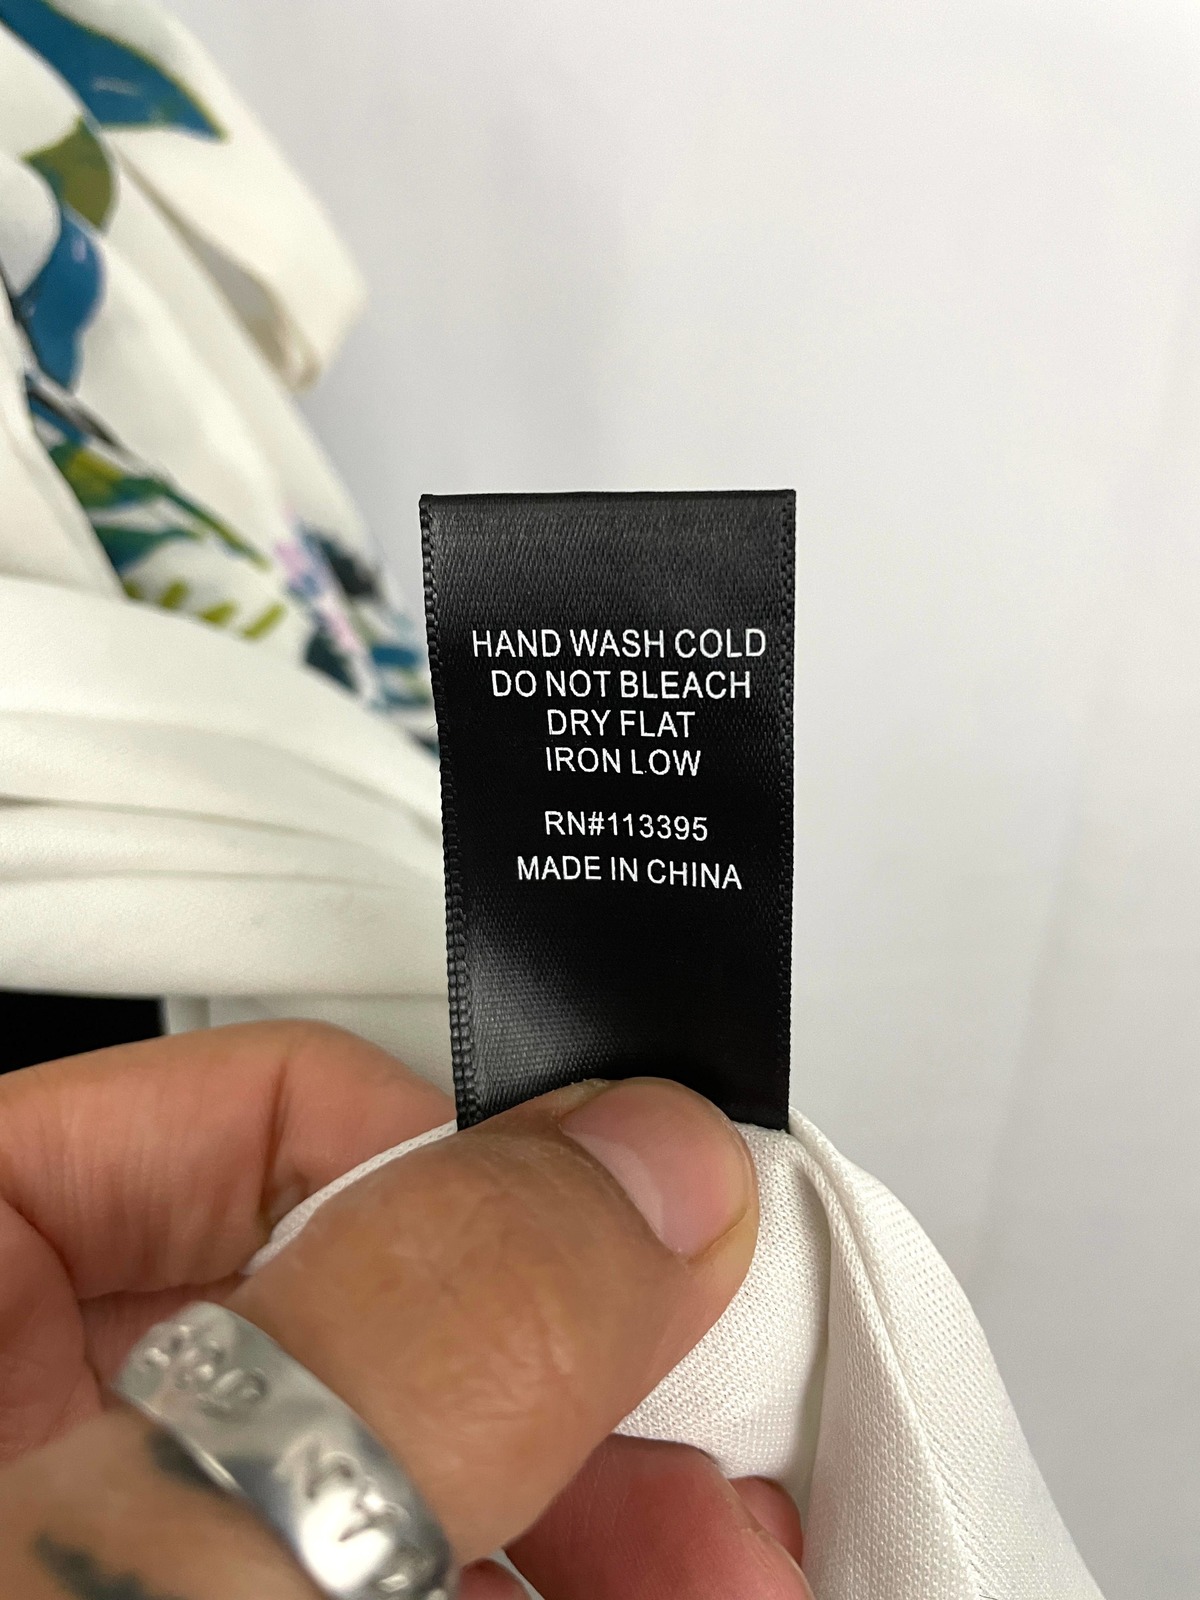 HAND WASH COLD
DO NOT BLEACH
DRY FLAT
IRON LOW
RN#113395
MADE IN CHINA